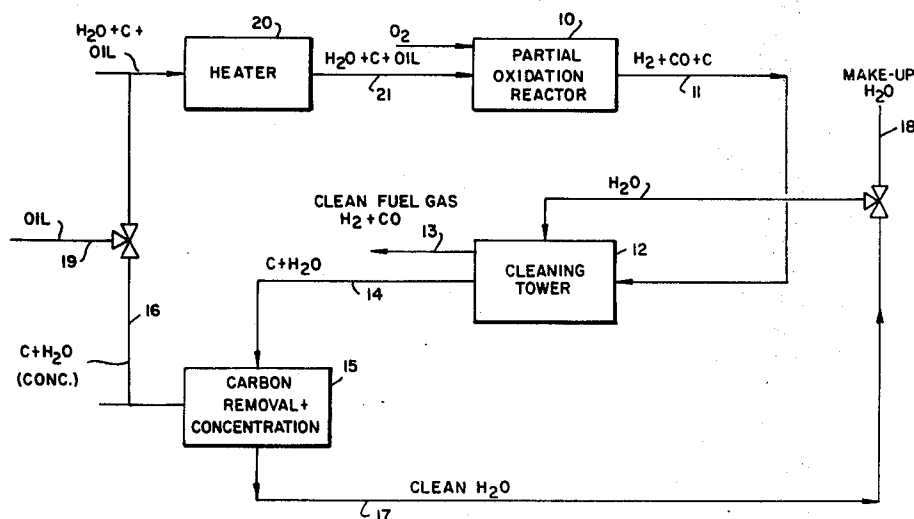 H2O+C+
OIL
20
HEATER
O2
H2O+C+OIL
21
10
PARTIAL
OXIDATION
REACTOR
H2+CO+C
11
MAKE-UP
H2O
18
H2O
CLEAN FUEL GAS
H2+CO
13
12
CLEANING
TOWER
OIL
19
C+H2O
14
16
C+H2O
(CONC.)
15
CARBON
REMOVAL+
CONCENTRATION
CLEAN H2O
17